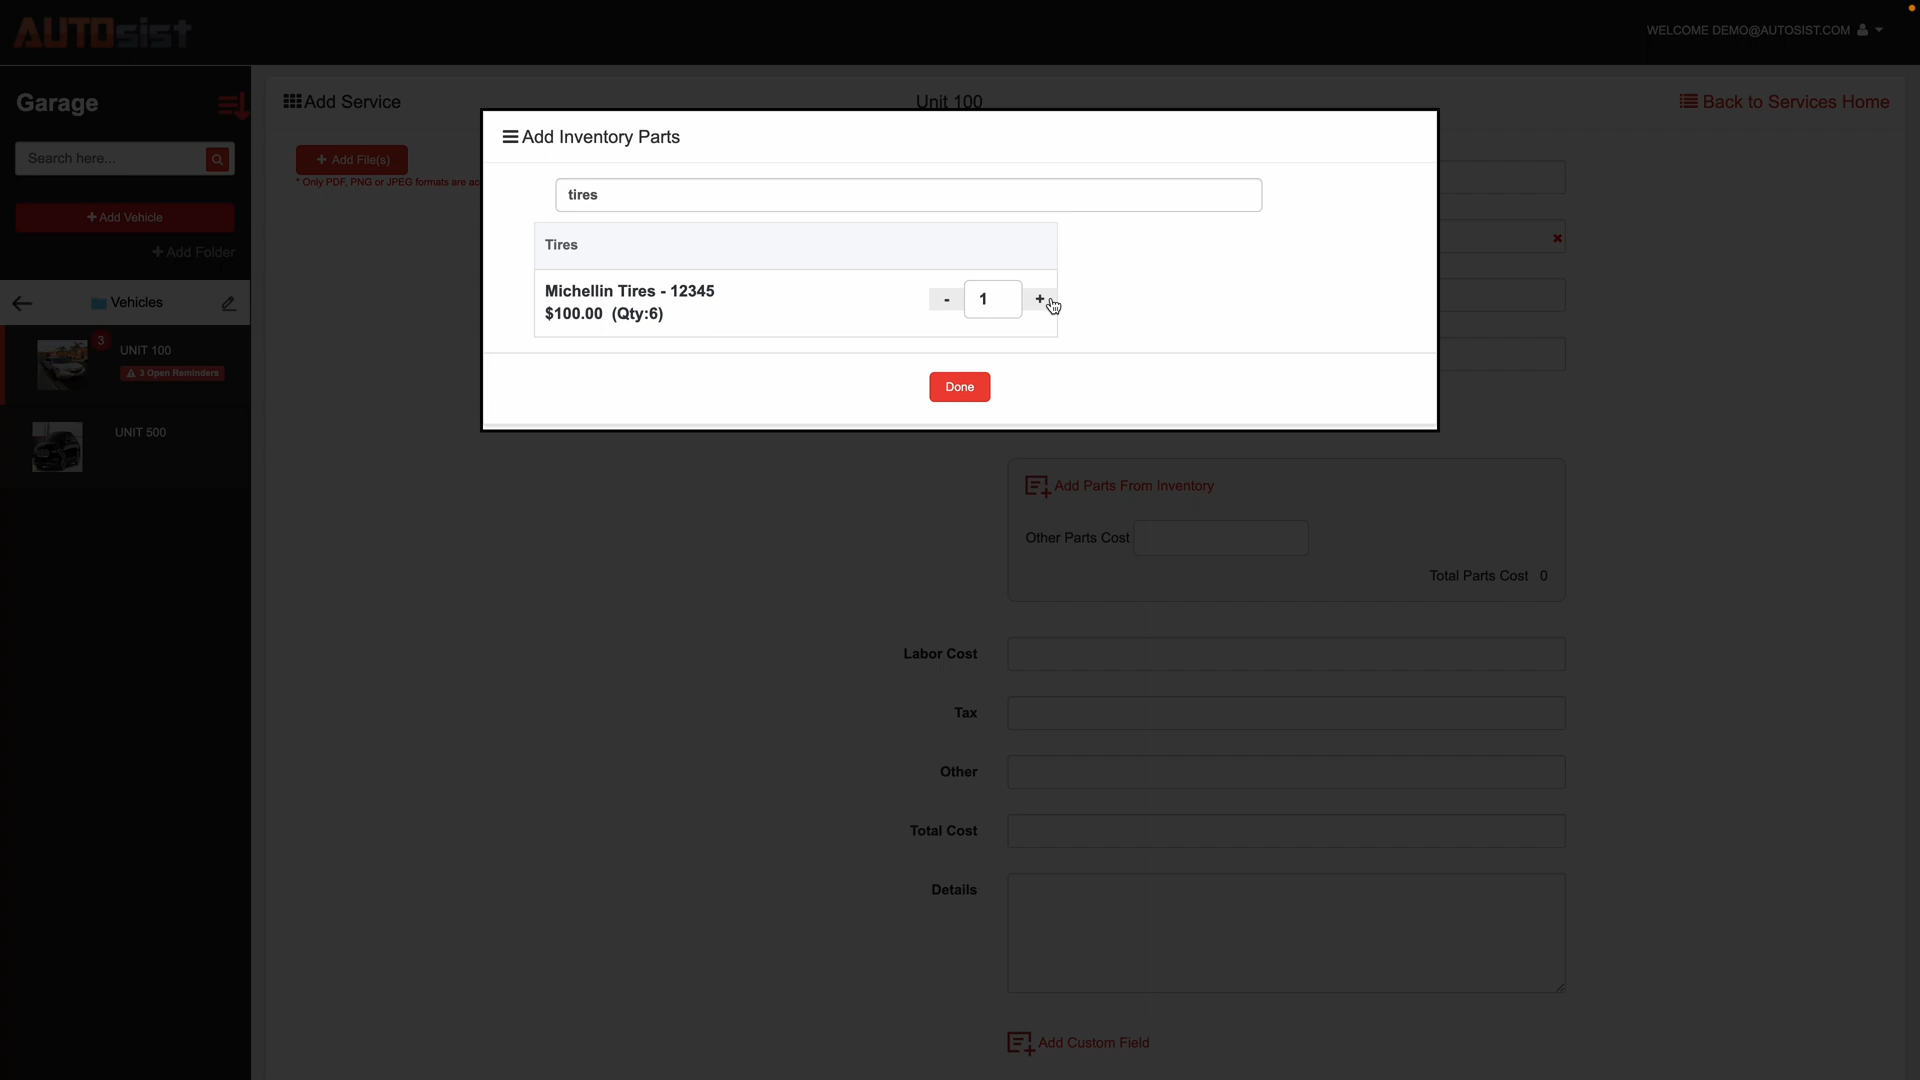 AUTOsist
WELCOME DEMO@AUTOSIST.COM
Garage
Add Service
Unit 100
Back to Services Home
Search here...
+ Add File(s)
* Only PDF, PNG or JPEG formats are ac
+ Add Vehicle
+ Add Folder
Vehicles
3
UNIT 100
3 Open Reminders
UNIT 500
Add Inventory Parts
tires
Tires
Michellin Tires - 12345
$100.00 (Qty:6)
- 1 +
Done
Add Parts From Inventory
Other Parts Cost
Total Parts Cost 0
Labor Cost
Tax
Other
Total Cost
Details
Add Custom Field